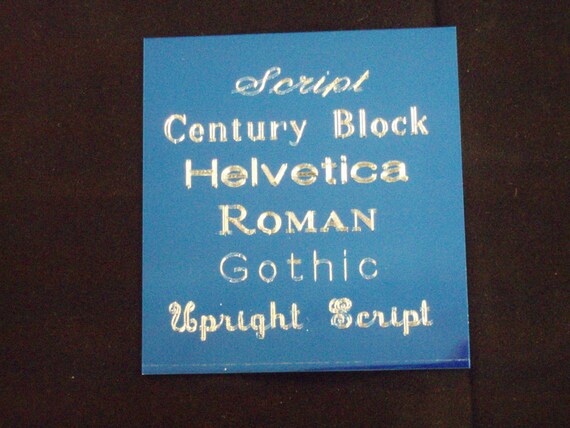 Script
Century Block
Helvetica
ROMAN
Gothic
Upright Script